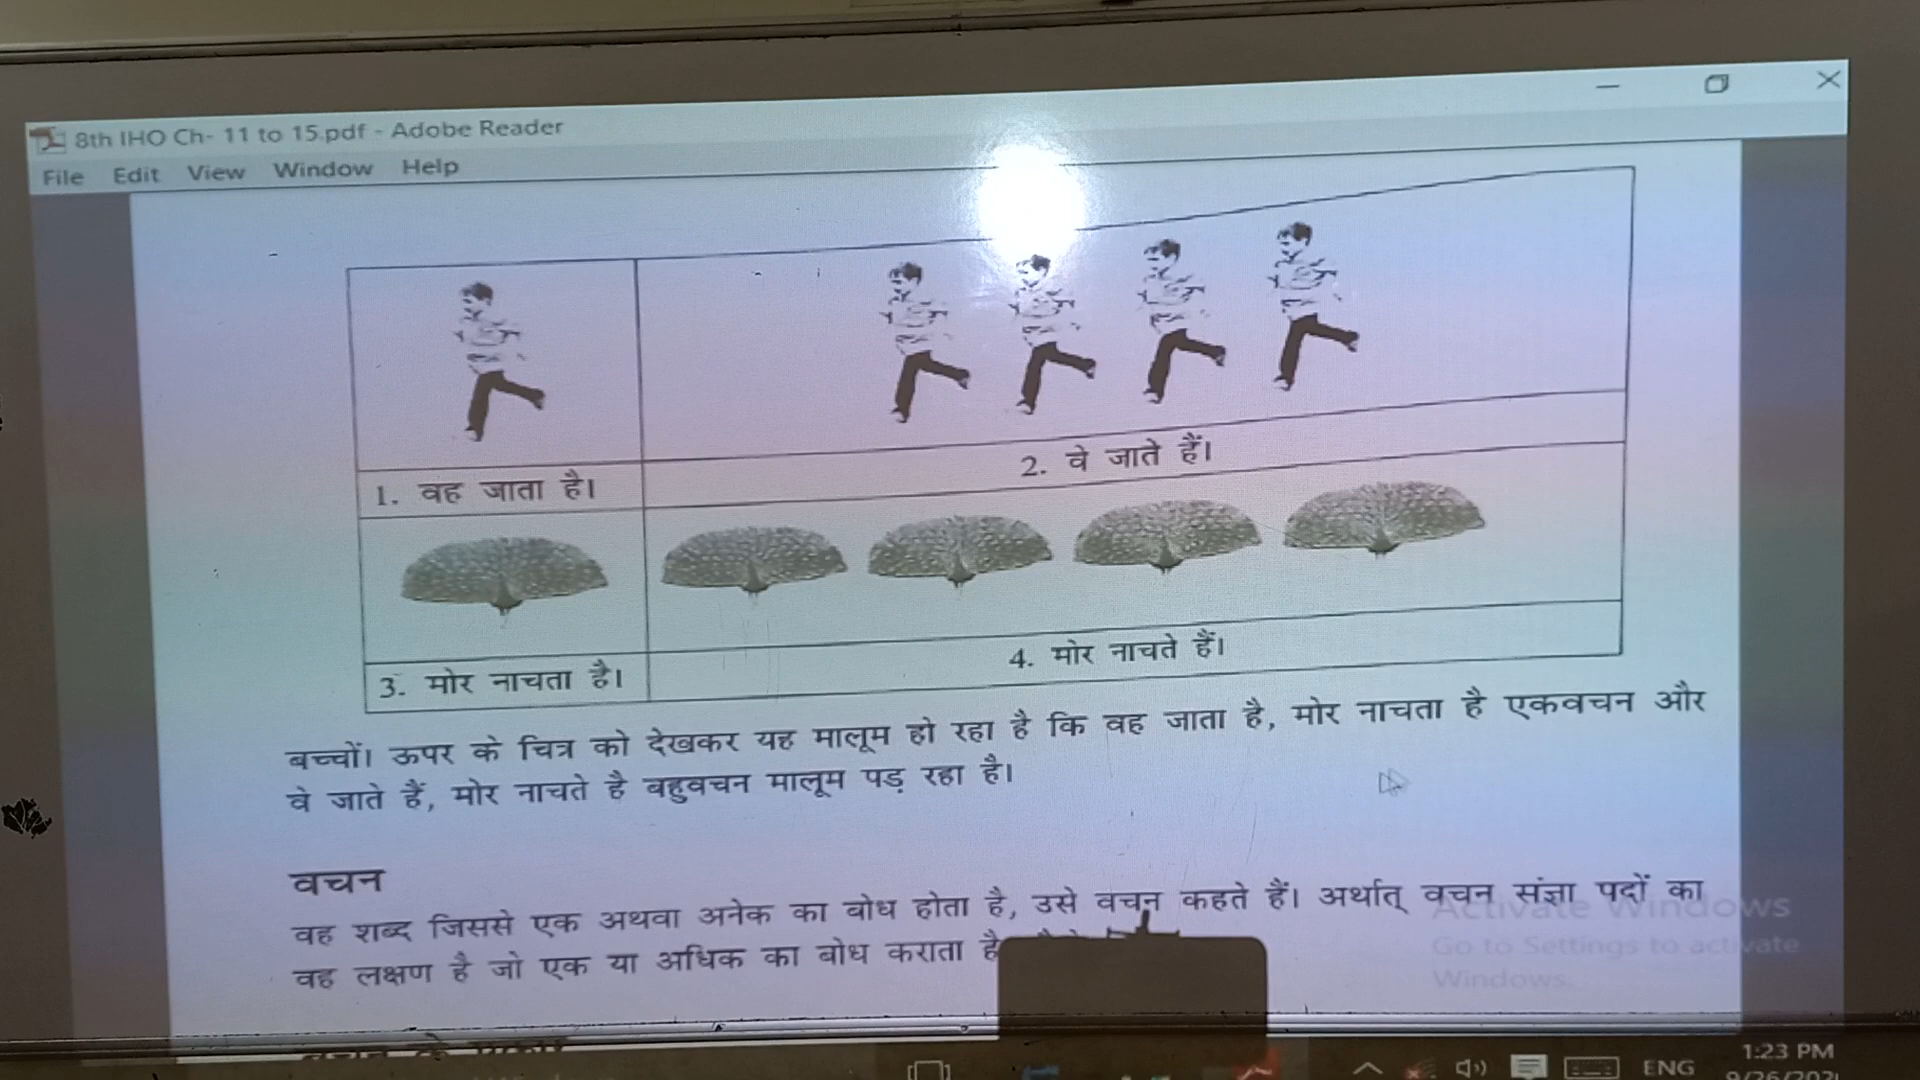 8th IHO Ch- 11 to 15.pdf - Adobe Reader
File Edit View Window Help
1. वह जाता है।
2. वे जाते हैं।
3. मोर नाचता है।
4. मोर नाचते हैं।
बच्चों। ऊपर के चित्र को देखकर यह मालूम हो रहा है कि वह जाता है, मोर नाचता है एकवचन और
वे जाते हैं, मोर नाचते है बहुवचन मालूम पड़ रहा है।
वचन
वह शब्द जिससे एक अथवा अनेक का बोध होता है, उसे वचन कहते हैं। अर्थात् वचन संज्ञा पदों का
वह लक्षण है जो एक या अधिक का बोध कराता है
Activate Windows
Go to Settings to activate
Windows.
ENG
1:23 PM